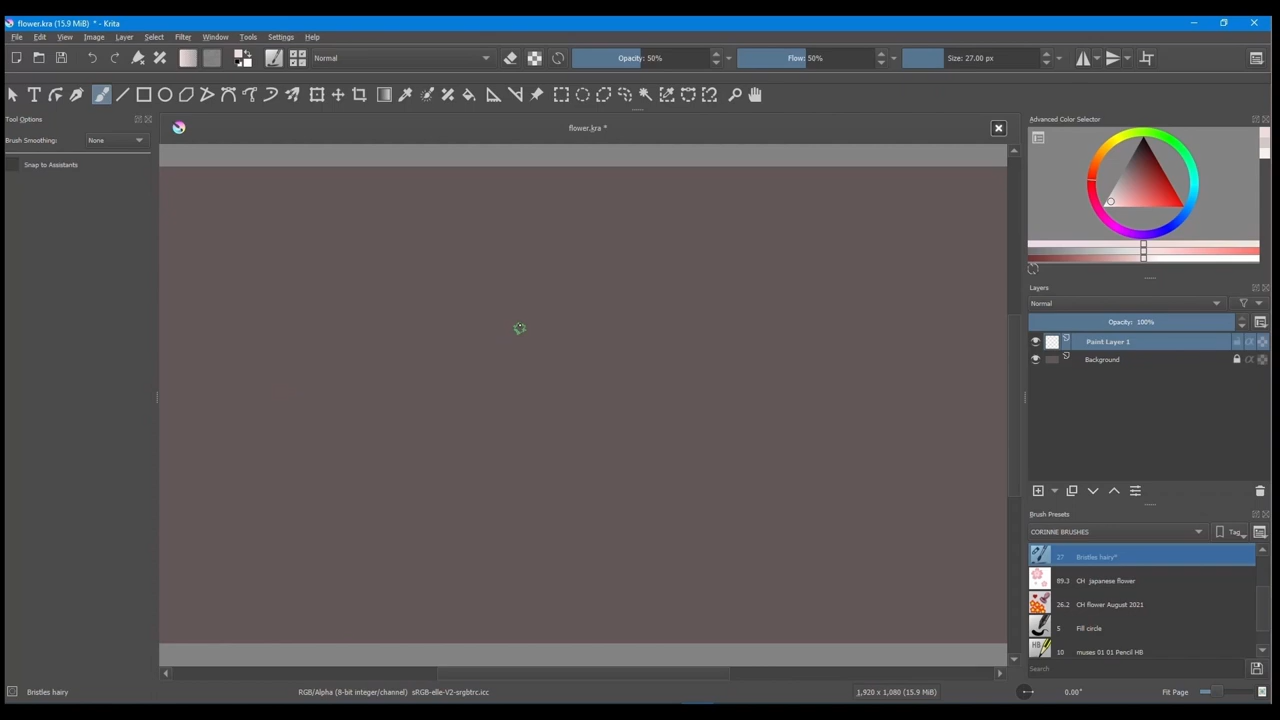 flower.kra (15.9 MiB) * - Krita
File Edit View Image Layer Select Filter Window Tools Settings Help
Normal Opacity: 50% Flow: 50% Size: 27.00 px
Tool Options
Brush Smoothing: None
Snap to Assistants
flower.kra *
Advanced Color Selector
Layers
Normal
Opacity: 100%
Paint Layer 1
Background
Brush Presets
CORINNE BRUSHES Tag
27 Bristles hairy*
89.3 CH japanese flower
26.2 CH flower August 2021
5 Fill circle
10 muses 01 01 Pencil HB
Search
Bristles hairy RGB/Alpha (8-bit integer/channel) sRGB-elle-V2-srgbtrc.icc 1,920 x 1,080 (15.9 MiB) 0.00° Fit Page